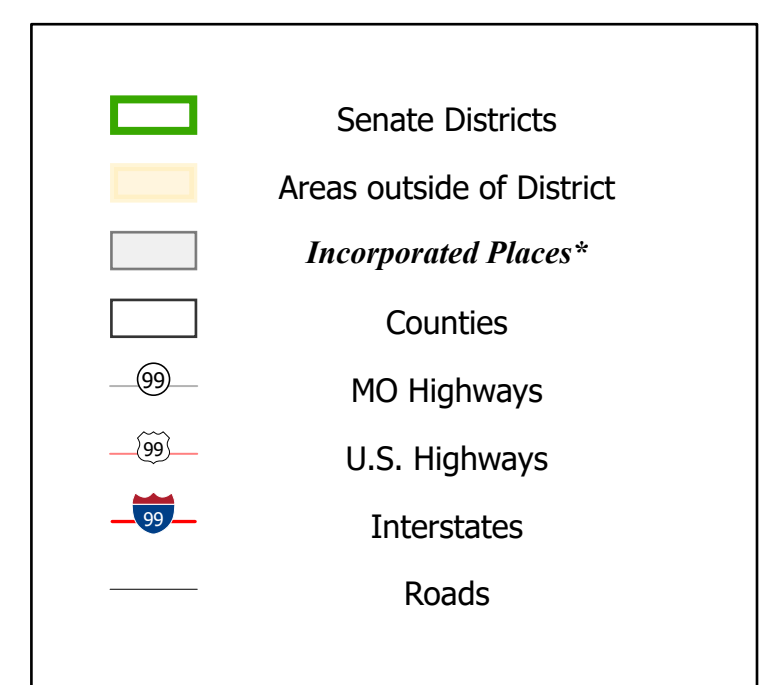 Senate Districts
Areas outside of District
Incorporated Places*
Counties
99 MO Highways
99 U.S. Highways
99 Interstates
Roads